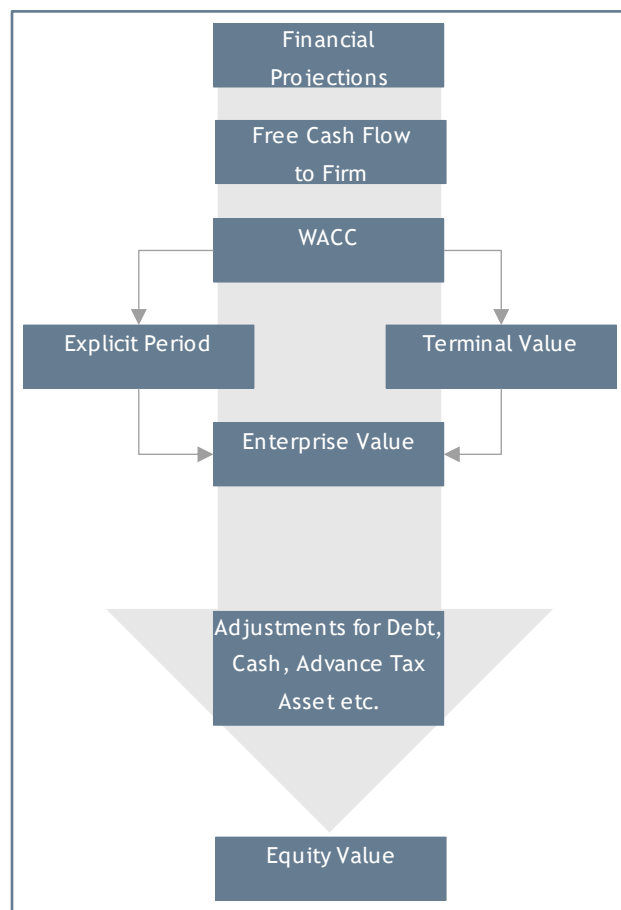 Financial
Projections
Free Cash Flow
to Firm
WACC
Explicit Period
Terminal Value
Enterprise Value
Adjustments for Debt,
Cash, Advance Tax
Asset etc.
Equity Value